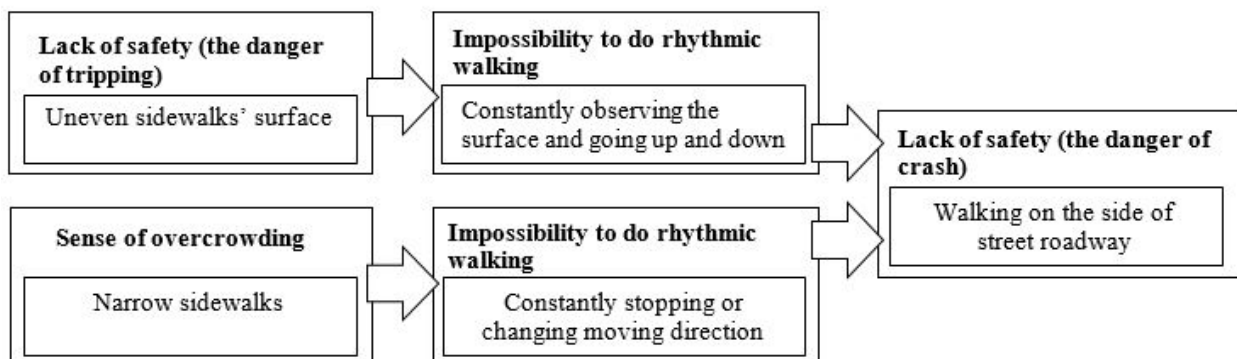 Lack of safety (the danger
of tripping)
Uneven sidewalks’ surface
Impossibility to do rhythmic
walking
Constantly observing the
surface and going up and down
Sense of overcrowding
Narrow sidewalks
Impossibility to do rhythmic
walking
Constantly stopping or
changing moving direction
Lack of safety (the danger of
crash)
Walking on the side of
street roadway